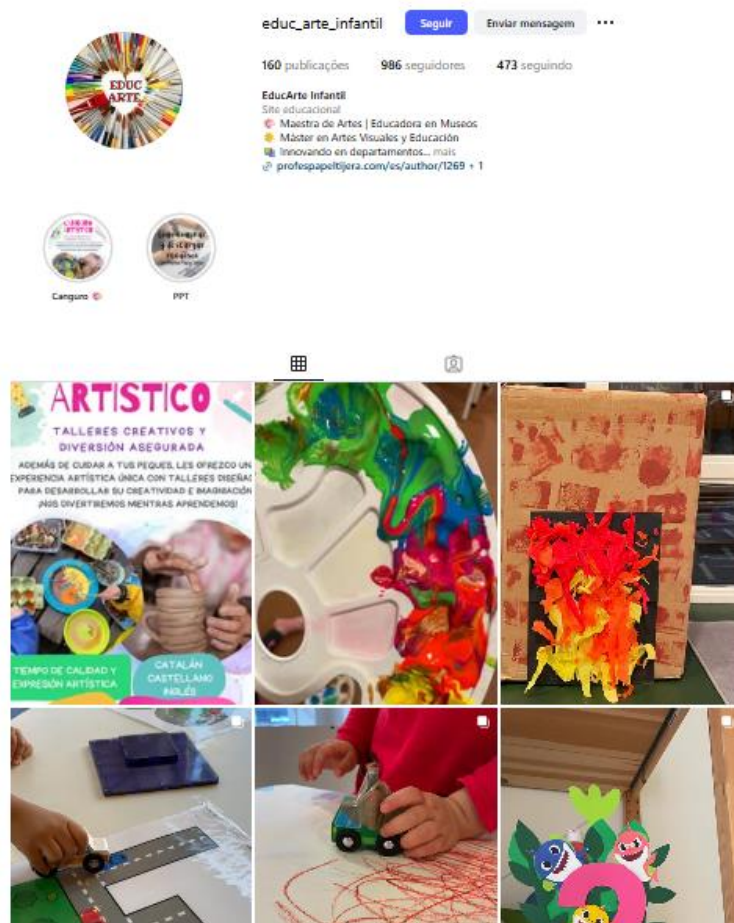 educ_arte_infantil Seguir Enviar mensagem
160 publicações 986 seguidores 473 seguindo
EDUC
ARTE
EducArte Infantil
Site educacional
Maestra de Artes | Educadora en Museos
Máster en Artes Visuales y Educación
Innovando en departamentos... mais
profespapeltijera.com/es/author/1269 + 1
Canguro PPT
ARTÍSTICO
TALLERES CREATIVOS Y
DIVERSIÓN ASEGURADA
ADEMÁS DE CUIDAR A TUS PEQUES, LES OFREZCO UN
EXPERIENCIA ARTÍSTICA ÚNICA CON TALLERES DISEÑAD
PARA DESARROLLAR SU CREATIVIDAD E IMAGINACIÓN
¡NOS DIVERTIREMOS MIENTRAS APRENDEMOS!
TIEMPO DE CALIDAD Y
EXPRESIÓN ARTÍSTICA
CATALÁN
CASTELLANO
INGLÉS